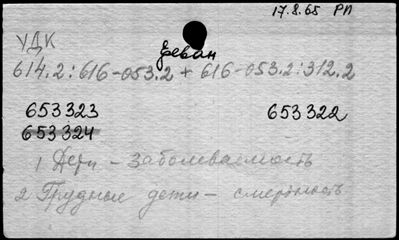 17.8.65 РП
УДК
Ереван
614.2:616-053.2 + 616-053.2:312.2
653323 653322
653324
1 Дети - Заболеваемость
2 Грудные дети - смертность